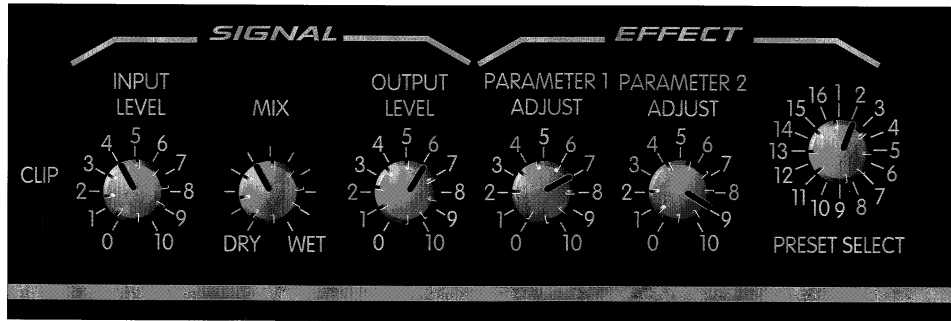 SIGNAL
EFFECT
INPUT LEVEL
MIX
OUTPUT LEVEL
PARAMETER 1 ADJUST
PARAMETER 2 ADJUST
CLIP
0 1 2 3 4 5 6 7 8 9 10
DRY WET
0 1 2 3 4 5 6 7 8 9 10
0 1 2 3 4 5 6 7 8 9 10
0 1 2 3 4 5 6 7 8 9 10
1 2 3 4 5 6 7 8 9 10 11 12 13 14 15 16
PRESET SELECT